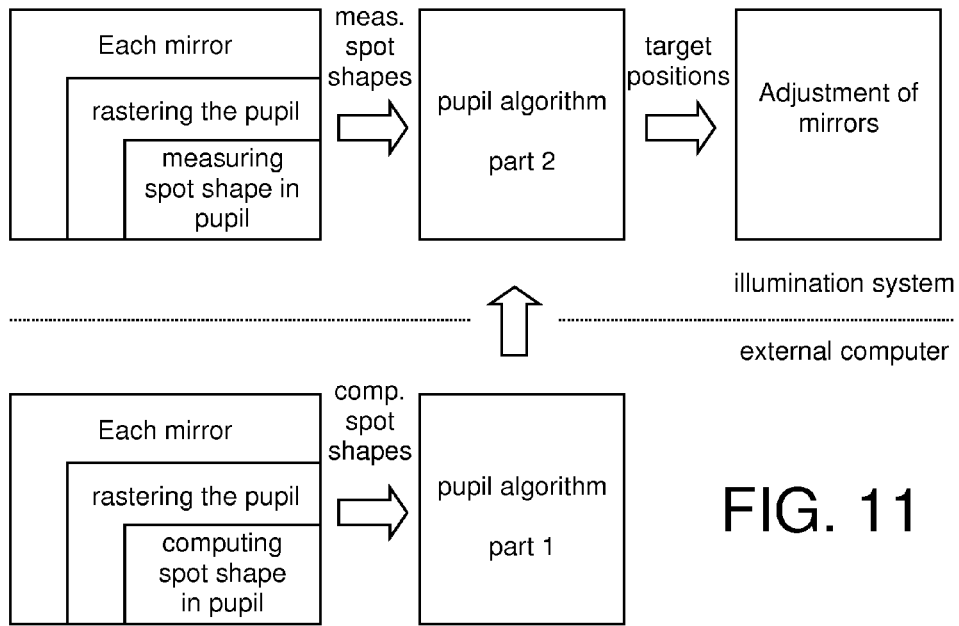 Each mirror
rastering the pupil
measuring
spot shape in
pupil
meas.
spot
shapes
pupil algorithm
part 2
target
positions
Adjustment of
mirrors
illumination system
external computer
Each mirror
rastering the pupil
computing
spot shape
in pupil
comp.
spot
shapes
pupil algorithm
part 1
FIG. 11